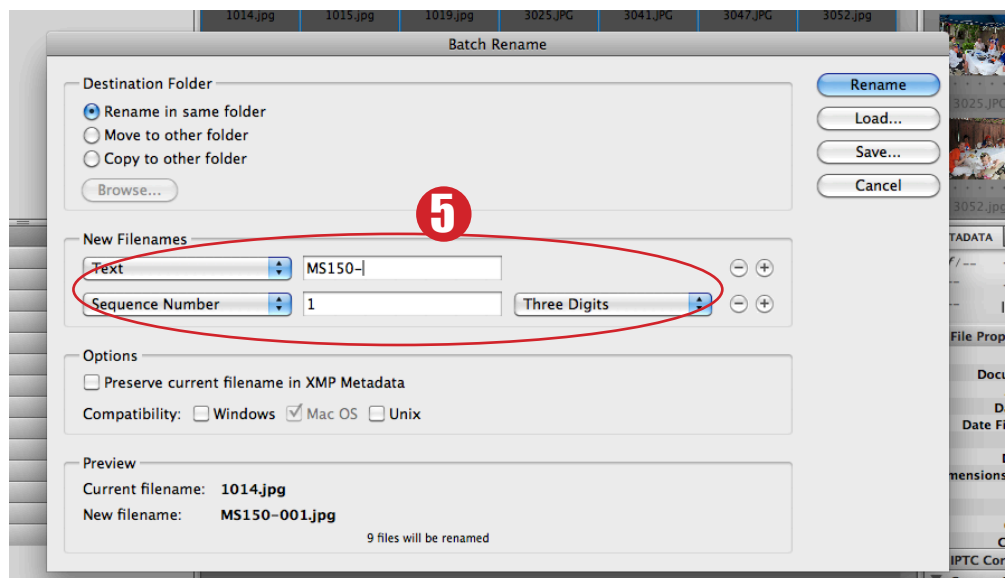 1014.jpg 1015.jpg 1019.jpg 3025.JPG 3041.JPG 3047.JPG 3052.jpg
Batch Rename
Destination Folder
Rename in same folder
Move to other folder
Copy to other folder
Browse...
Rename
Load...
Save...
Cancel
3025.JPG
3052.jpg
5
New Filenames
Text MS150-
Sequence Number 1 Three Digits
Options
Preserve current filename in XMP Metadata
Compatibility: Windows Mac OS Unix
Preview
Current filename: 1014.jpg
New filename: MS150-001.jpg
9 files will be renamed
TADATA
f/--
--
File Prop
Docu
D
Date Fi
mensions
IPTC Cor